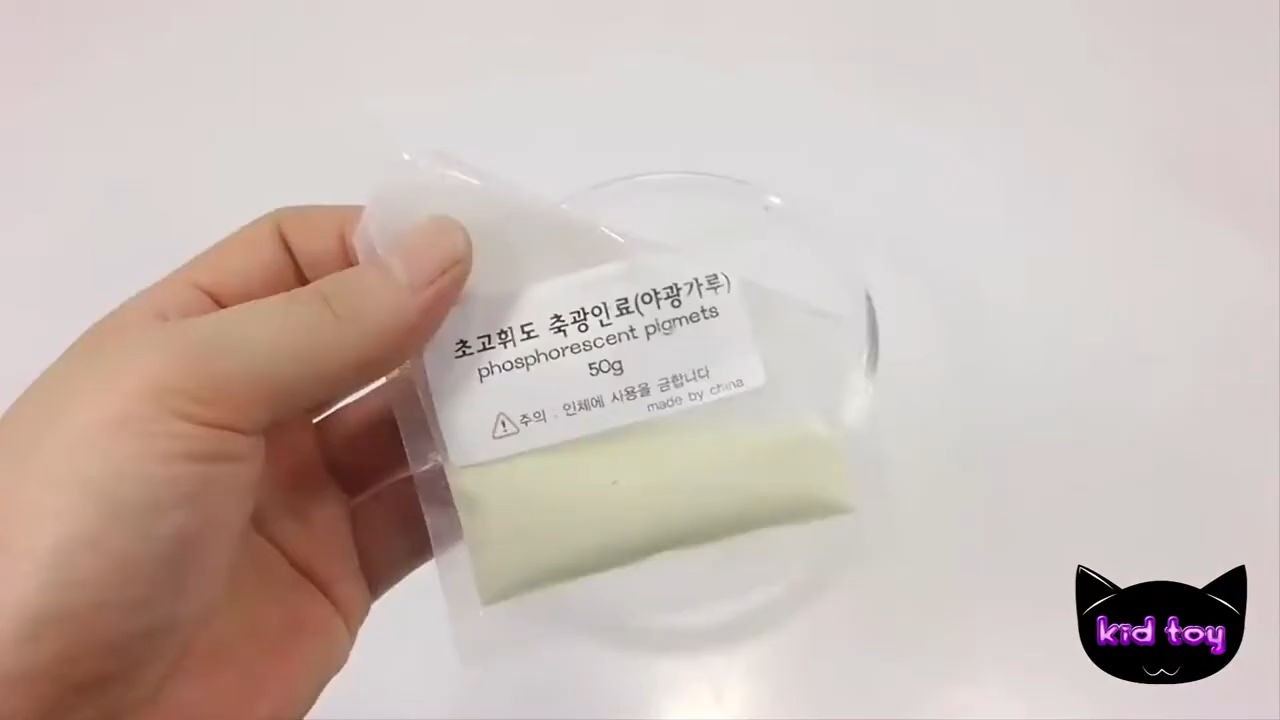 초고휘도 축광안료(야광가루)
phosphorescent pigmets
50g
주의 : 인체에 사용을 금합니다
made by china
kid toy